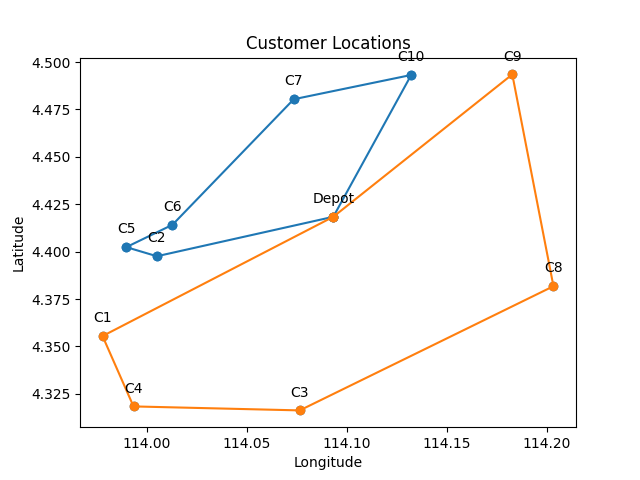 Customer Locations
C10
C9
C7
Depot
C6
C5
C2
C8
C1
C4
C3
4.500
4.475
4.450
4.425
4.400
4.375
4.350
4.325
Latitude
114.00
114.05
114.10
114.15
114.20
Longitude